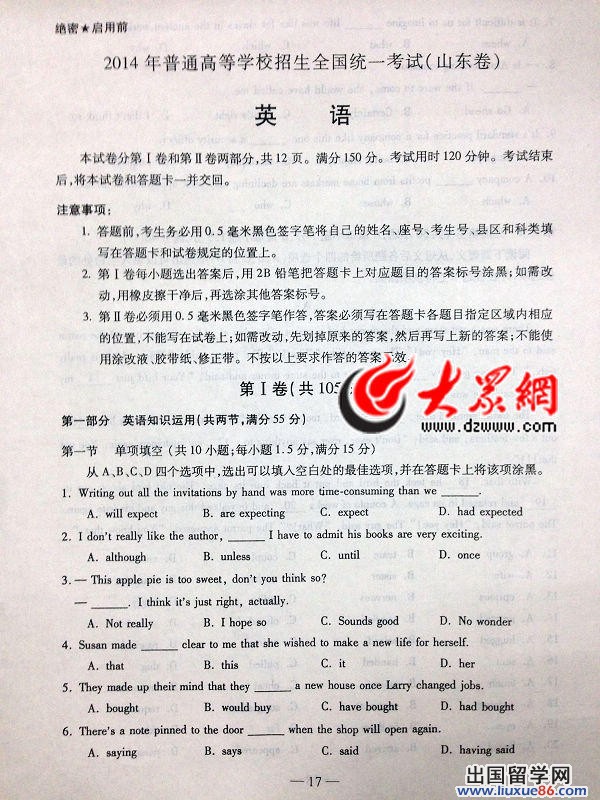 绝密★启用前
2014年普通高等学校招生全国统一考试(山东卷)
英 语
本试卷分第Ⅰ卷和第Ⅱ卷两部分,共12页。满分150分。考试用时120分钟。考试结束
后,将本试卷和答题卡一并交回。
注意事项:
1. 答题前,考生务必用0.5毫米黑色签字笔将自己的姓名、座号、考生号、县区和科类填
写在答题卡和试卷规定的位置上。
2. 第Ⅰ卷每小题选出答案后,用2B铅笔把答题卡上对应题目的答案标号涂黑;如需改
动,用橡皮擦干净后,再选涂其他答案标号。
3. 第Ⅱ卷必须用0.5毫米黑色签字笔作答,答案必须写在答题卡各题目指定区域内相应
的位置,不能写在试卷上;如需改动,先划掉原来的答案,然后再写上新的答案;不能使
用涂改液、胶带纸、修正带。不按以上要求作答的答案无效。
第Ⅰ卷(共105
大众網
www.dzwww.com
第一部分 英语知识运用(共两节,满分55分)
第一节 单项填空(共10小题;每小题1.5分,满分15分)
从A、B、C、D四个选项中,选出可以填入空白处的最佳选项,并在答题卡上将该项涂黑。
1. Writing out all the invitations by hand was more time-consuming than we ______.
A. will expect B. are expecting C. expect D. had expected
2. I don't really like the author, ______ I have to admit his books are very exciting.
A. although B. unless C. until D. once
3. — This apple pie is too sweet, don't you think so?
— ______. I think it's just right, actually.
A. Not really B. I hope so C. Sounds good D. No wonder
4. Susan made ______ clear to me that she wished to make a new life for herself.
A. that B. this C. it D. her
5. They made up their mind that they ______ a new house once Larry changed jobs.
A. bought B. would buy C. have bought D. had bought
6. There's a note pinned to the door ______ when the shop will open again.
A. saying B. says C. said D. having said
— 17 —
出国留学网
www.liuxue86.com